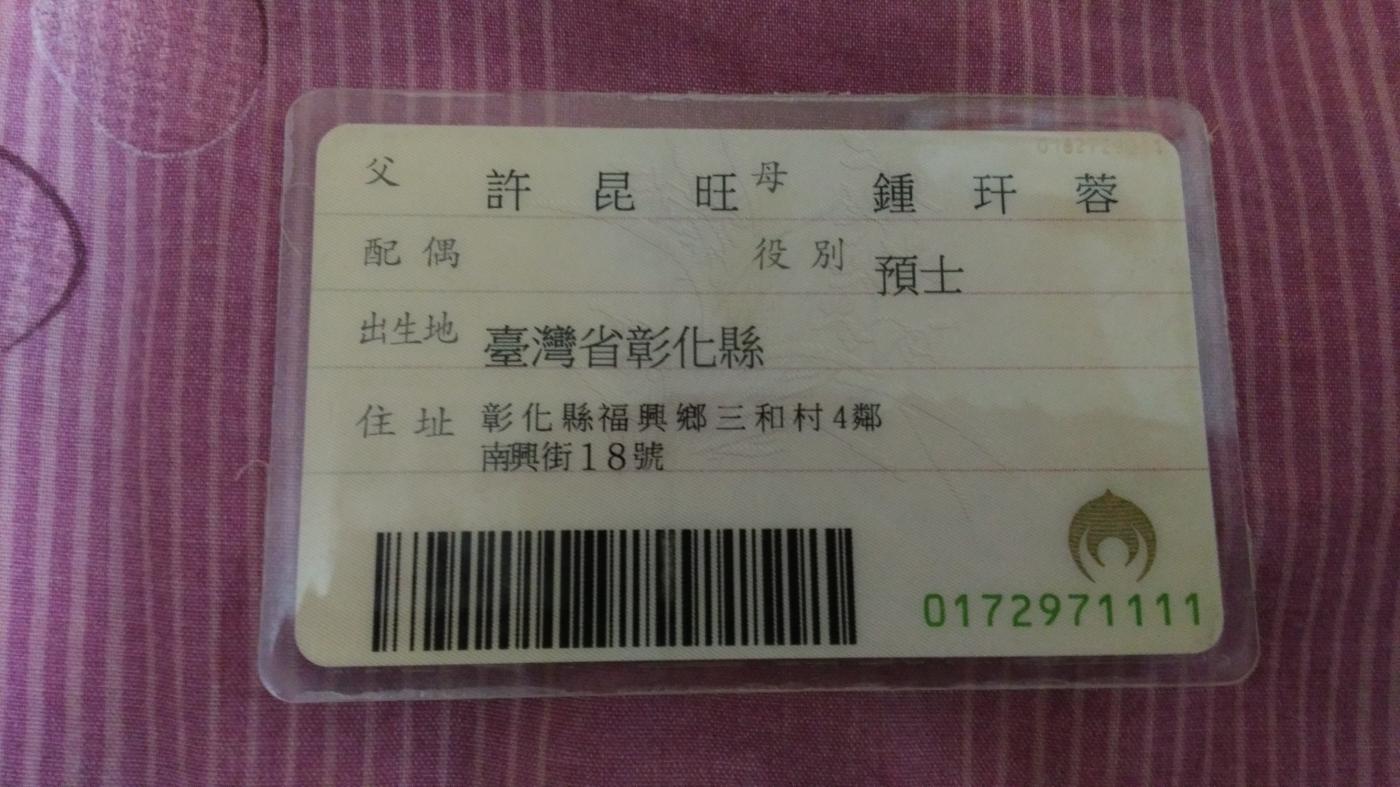 父 許昆旺 母 鍾玕蓉
配偶 役別 預士
出生地 臺灣省彰化縣
住址 彰化縣福興鄉三和村4鄰
南興街18號
0172971111